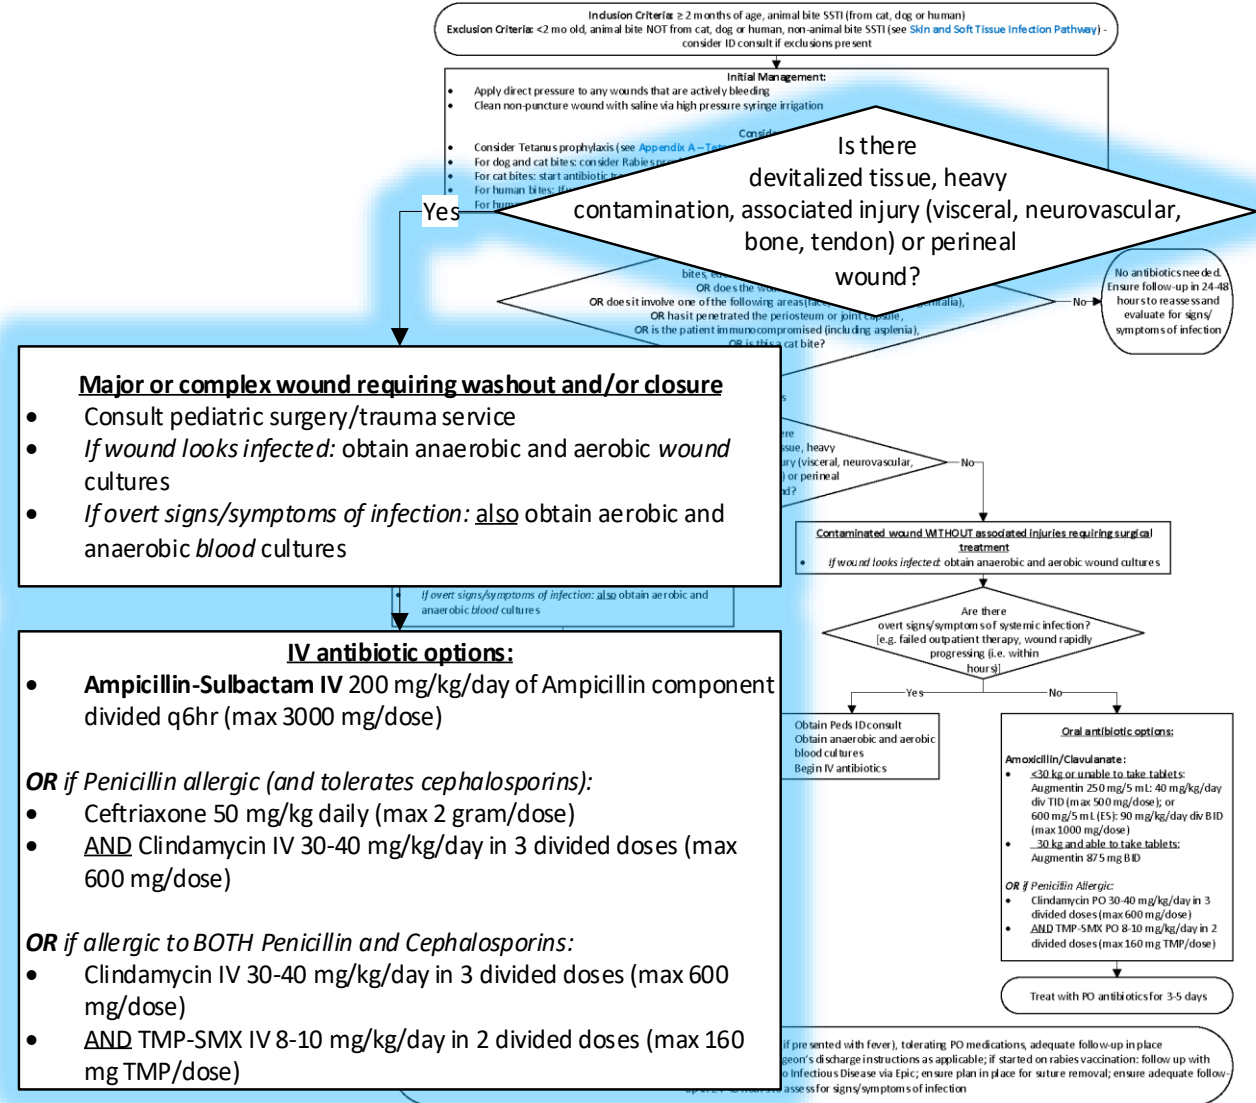 Inclusion Criteria: ≥ 2 months of age, animal bite SSTI (from cat, dog or human)
Exclusion Criteria: <2 mo old, animal bite NOT from cat, dog or human, non-animal bite SSTI (see Skin and Soft Tissue Infection Pathway) -
consider ID consult if exclusions present
Initial Management:
• Apply direct pressure to any wounds that are actively bleeding
• Clean non-puncture wound with saline via high pressure syringe irrigation
• Consider Tetanus prophylaxis (see Appendix A –
• For dog and cat bites: consider Rabies
• For cat bites: start antibiotic
• For human bites:
For
Is there
devitalized tissue, heavy
contamination, associated injury (visceral, neurovascular,
bone, tendon) or perineal
wound?
Yes
bites,
OR does the
OR does it involve one of the following areas
OR has it penetrated the periosteum or joint capsule,
OR is the patient immunocompromised (including asplenia),
OR is this a cat bite?
No
No antibiotics needed.
Ensure follow-up in 24-48
hours to reassess and
evaluate for signs/
symptoms of infection
Major or complex wound requiring washout and/or closure
• Consult pediatric surgery/trauma service
• If wound looks infected: obtain anaerobic and aerobic wound
cultures
• If overt signs/symptoms of infection: also obtain aerobic and
anaerobic blood cultures
heavy
(visceral, neurovascular,
) or perineal
No
Contaminated wound WITHOUT associated injuries requiring surgical
treatment
• If wound looks infected: obtain anaerobic and aerobic wound cultures
• If overt signs/symptoms of infection: also obtain aerobic and
anaerobic blood cultures
Are there
overt signs/symptoms of systemic infection?
[e.g. failed outpatient therapy, wound rapidly
progressing (i.e. within
hours)]
Yes
No
IV antibiotic options:
• Ampicillin-Sulbactam IV 200 mg/kg/day of Ampicillin component
divided q6hr (max 3000 mg/dose)
OR if Penicillin allergic (and tolerates cephalosporins):
• Ceftriaxone 50 mg/kg daily (max 2 gram/dose)
• AND Clindamycin IV 30-40 mg/kg/day in 3 divided doses (max
600 mg/dose)
OR if allergic to BOTH Penicillin and Cephalosporins:
• Clindamycin IV 30-40 mg/kg/day in 3 divided doses (max 600
mg/dose)
• AND TMP-SMX IV 8-10 mg/kg/day in 2 divided doses (max 160
mg TMP/dose)
Obtain Peds ID consult
Obtain anaerobic and aerobic
blood cultures
Begin IV antibiotics
Oral antibiotic options:
Amoxicillin/Clavulanate:
• <30 kg or unable to take tablets:
Augmentin 250 mg/5 mL: 40 mg/kg/day
div TID (max 500 mg/dose); or
600 mg/5 mL (ES): 90 mg/kg/day div BID
(max 1000 mg/dose)
• 30 kg and able to take tablets:
Augmentin 875 mg BID
OR if Penicillin Allergic:
• Clindamycin PO 30-40 mg/kg/day in 3
divided doses (max 600 mg/dose)
• AND TMP-SMX PO 8-10 mg/kg/day in 2
divided doses (max 160 mg TMP/dose)
Treat with PO antibiotics for 3-5 days
if presented with fever), tolerating PO medications, adequate follow-up in place
discharge instructions as applicable; if started on rabies vaccination: follow up with
Infectious Disease via Epic; ensure plan in place for suture removal; ensure adequate follow-
assess for signs/symptoms of infection